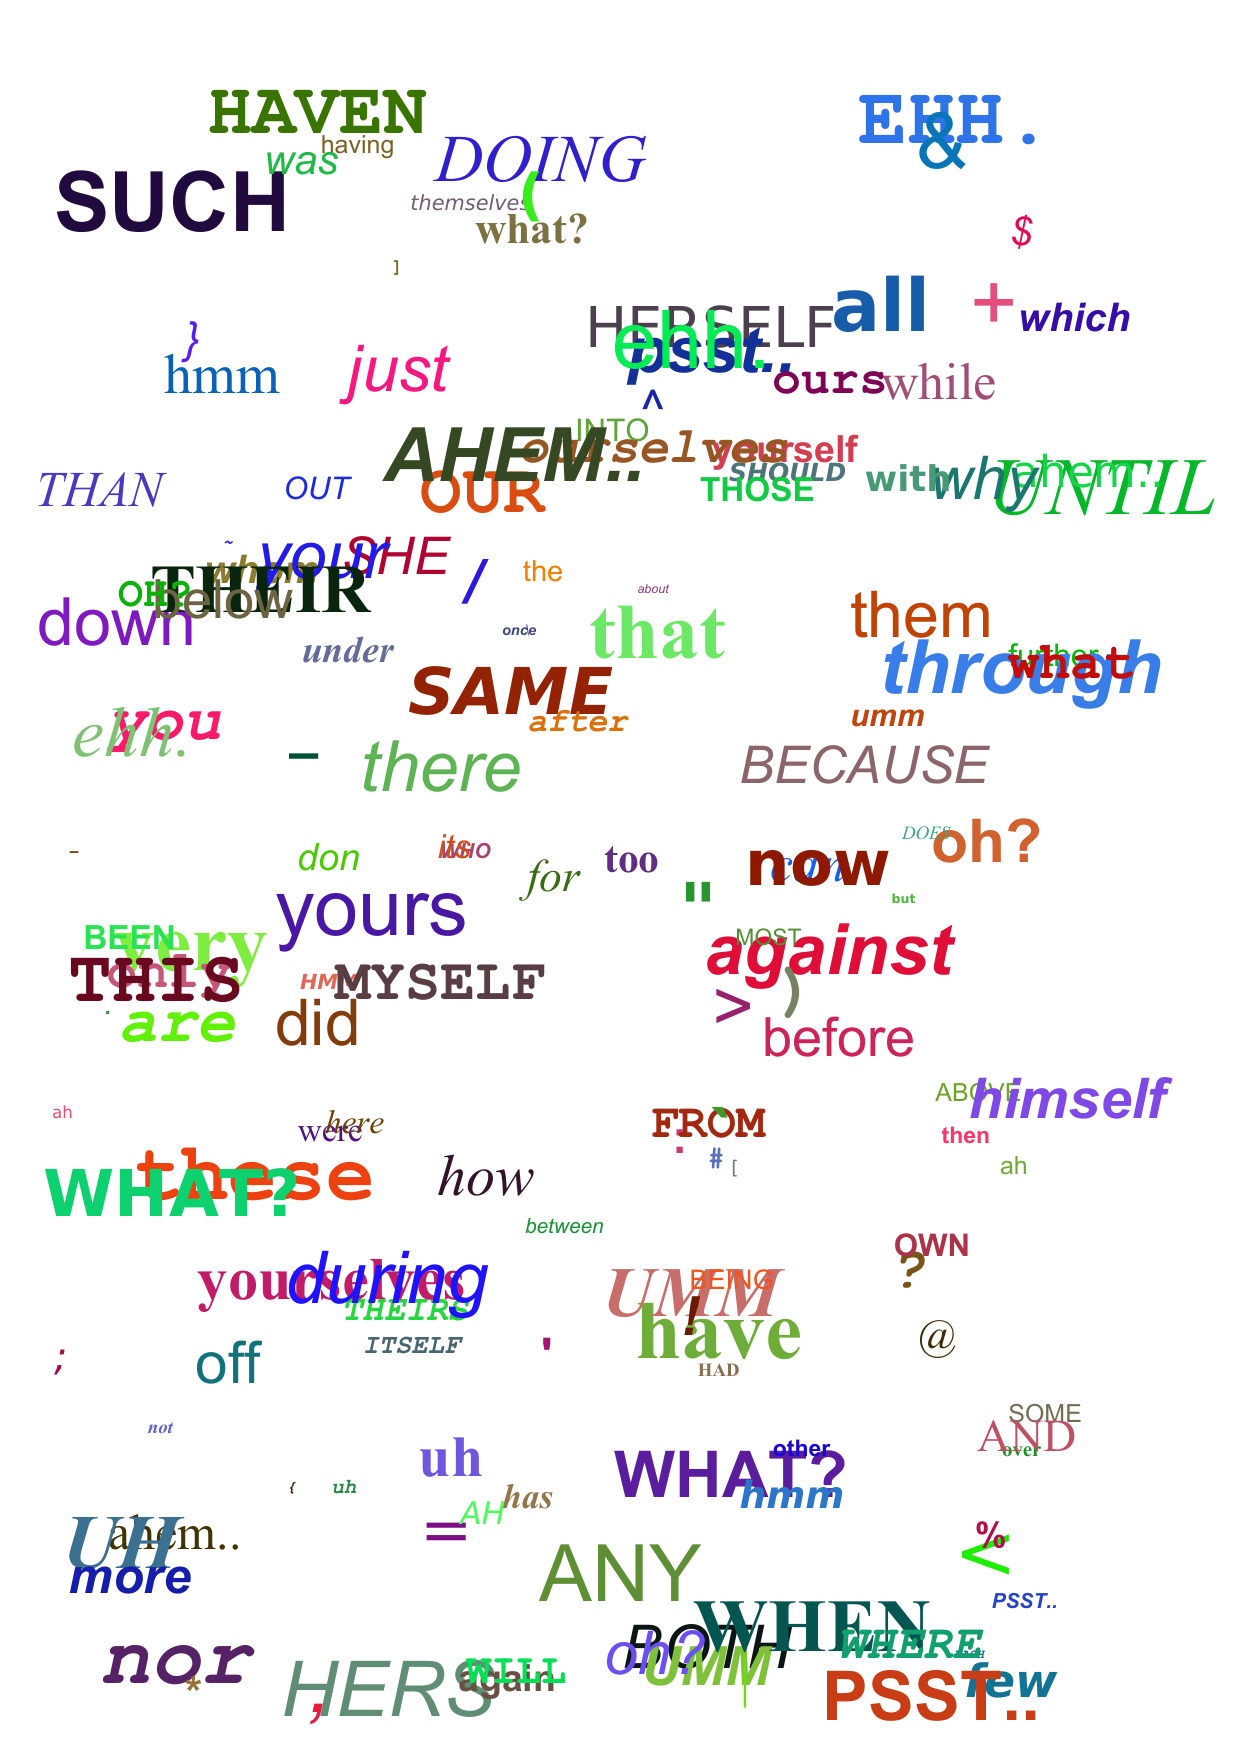 HAVEN
EHH.
&
having
was
DOING
SUCH
themselves
(
what?
$
]
all
+
which
HERSELF
}
hmm
just
ehh.
psst..
ours
while
^
INTO
AHEM..
ourselves
yourself
SHOULD
THAN
OUT
OUR
THOSE
with
why
ahem..
UNTIL
~
your
SHE
whom
THEIR
OH?
below
down
/
the
about
that
once
them
under
further
what
through
SAME
after
umm
you
ehh.
–
there
BECAUSE
-
don
its
WHO
for
too
now
can
DOES
oh?
but
"
yours
BEEN
very
MOST
against
THIS
only
HMM
MYSELF
>
)
.
are
did
before
ABOVE
himself
ah
here
were
FROM
`
:
#
[
then
ah
these
WHAT?
how
between
OWN
?
yourselves
during
THEIRS
UMM
BEING
!
have
HAD
@
ITSELF
'
;
off
not
SOME
AND
over
uh
WHAT?
other
hmm
{
uh
has
AH
=
UH
ahem..
more
%
<
ANY
PSST..
WHEN
BOTH
oh?
UMM
|
WHERE
few
PSST..
nor
*
HERS
,
again
WILL